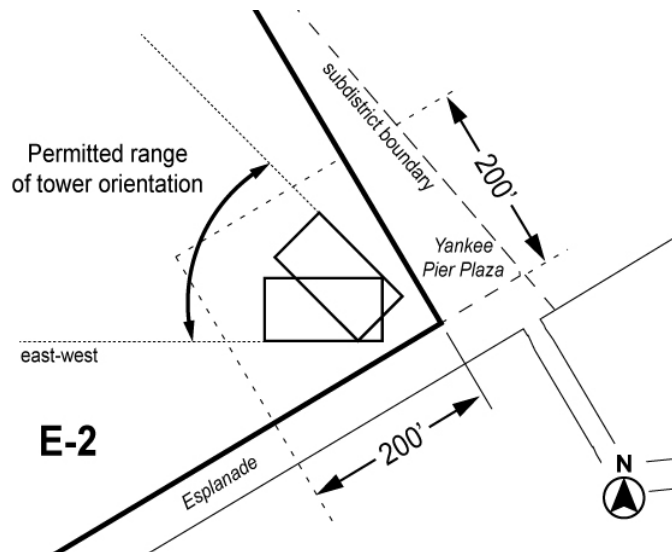 subdistrict boundary
Permitted range
of tower orientation
200'
Yankee
Pier Plaza
east-west
E-2
200'
Esplanade
N